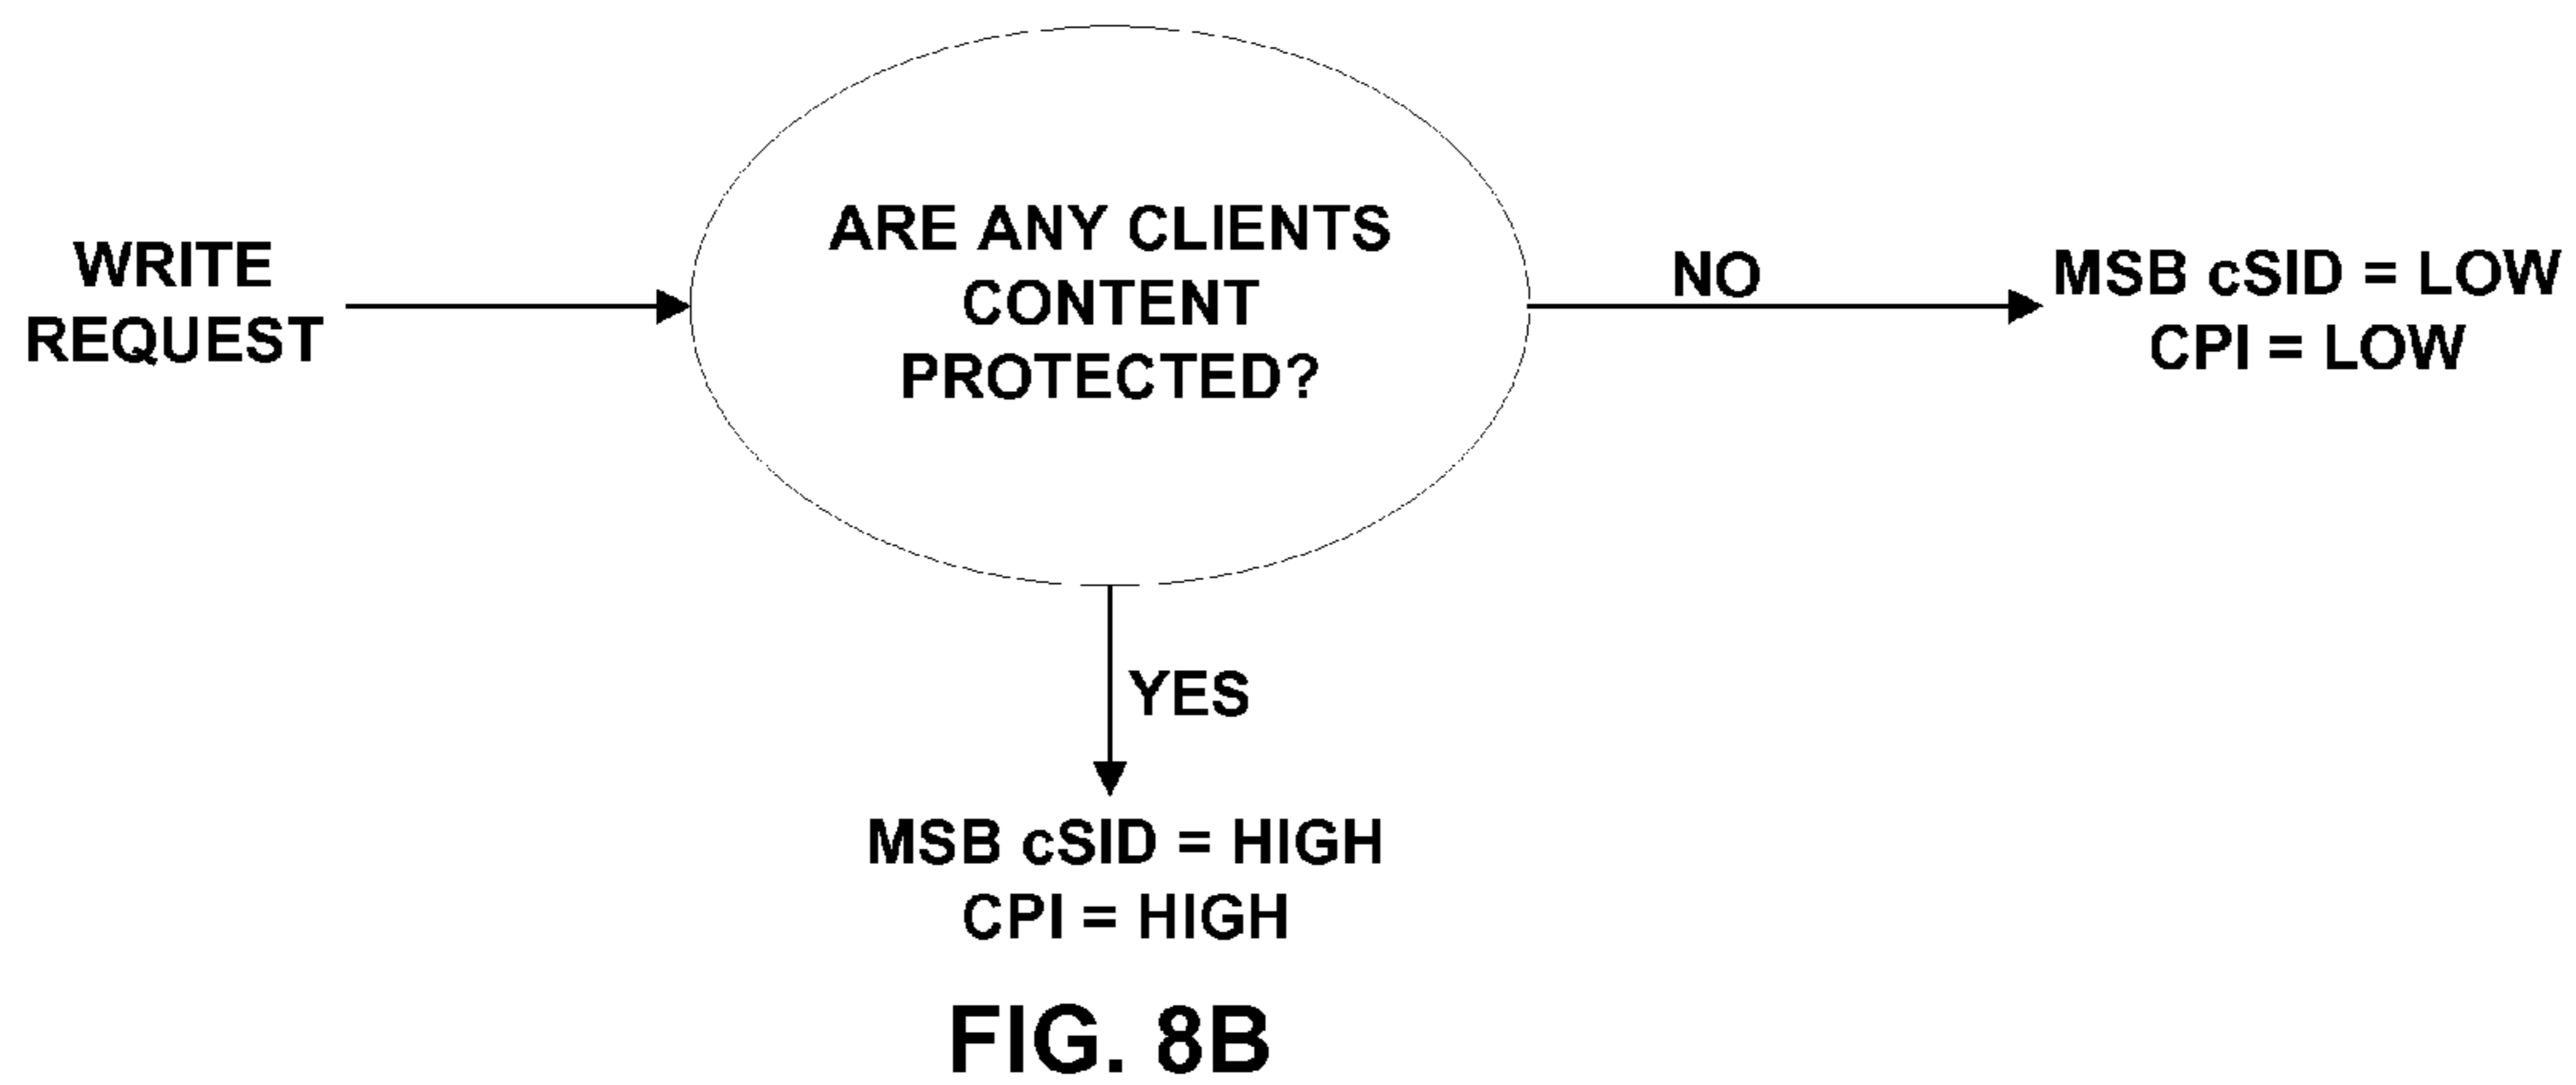 WRITE
REQUEST
ARE ANY CLIENTS
CONTENT
PROTECTED?
NO
MSB cSID = LOW
CPI = LOW
YES
MSB cSID = HIGH
CPI = HIGH
FIG. 8B